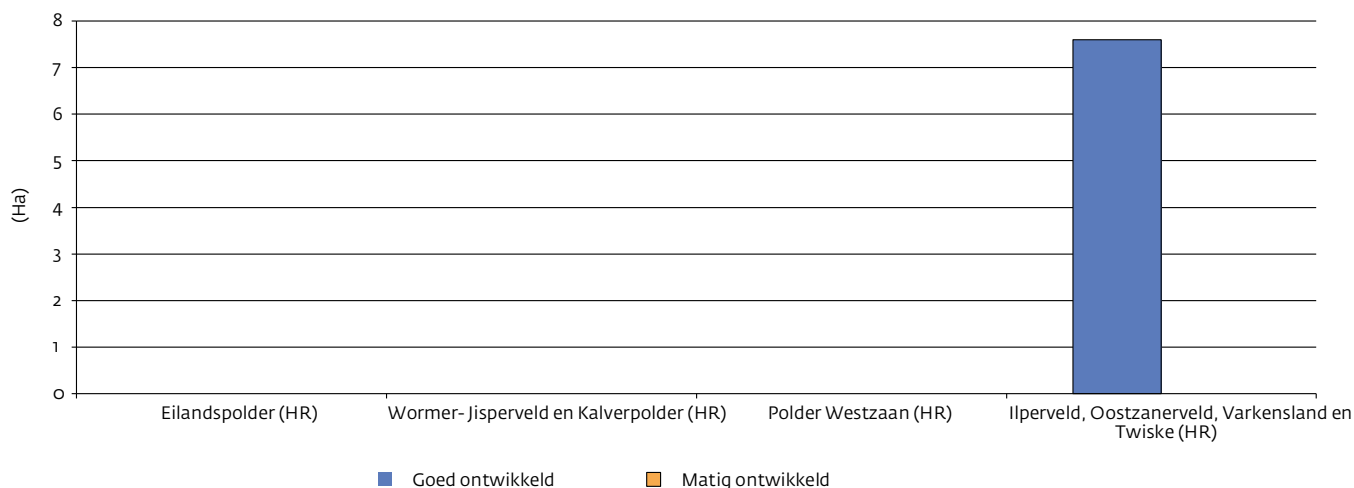 8
7
6
5
4
3
2
1
0
(Ha)
Eilandspolder (HR)
Wormer- Jisperveld en Kalverpolder (HR)
Polder Westzaan (HR)
Ilperveld, Oostzanerveld, Varkensland en
Twiske (HR)
Goed ontwikkeld
Matig ontwikkeld